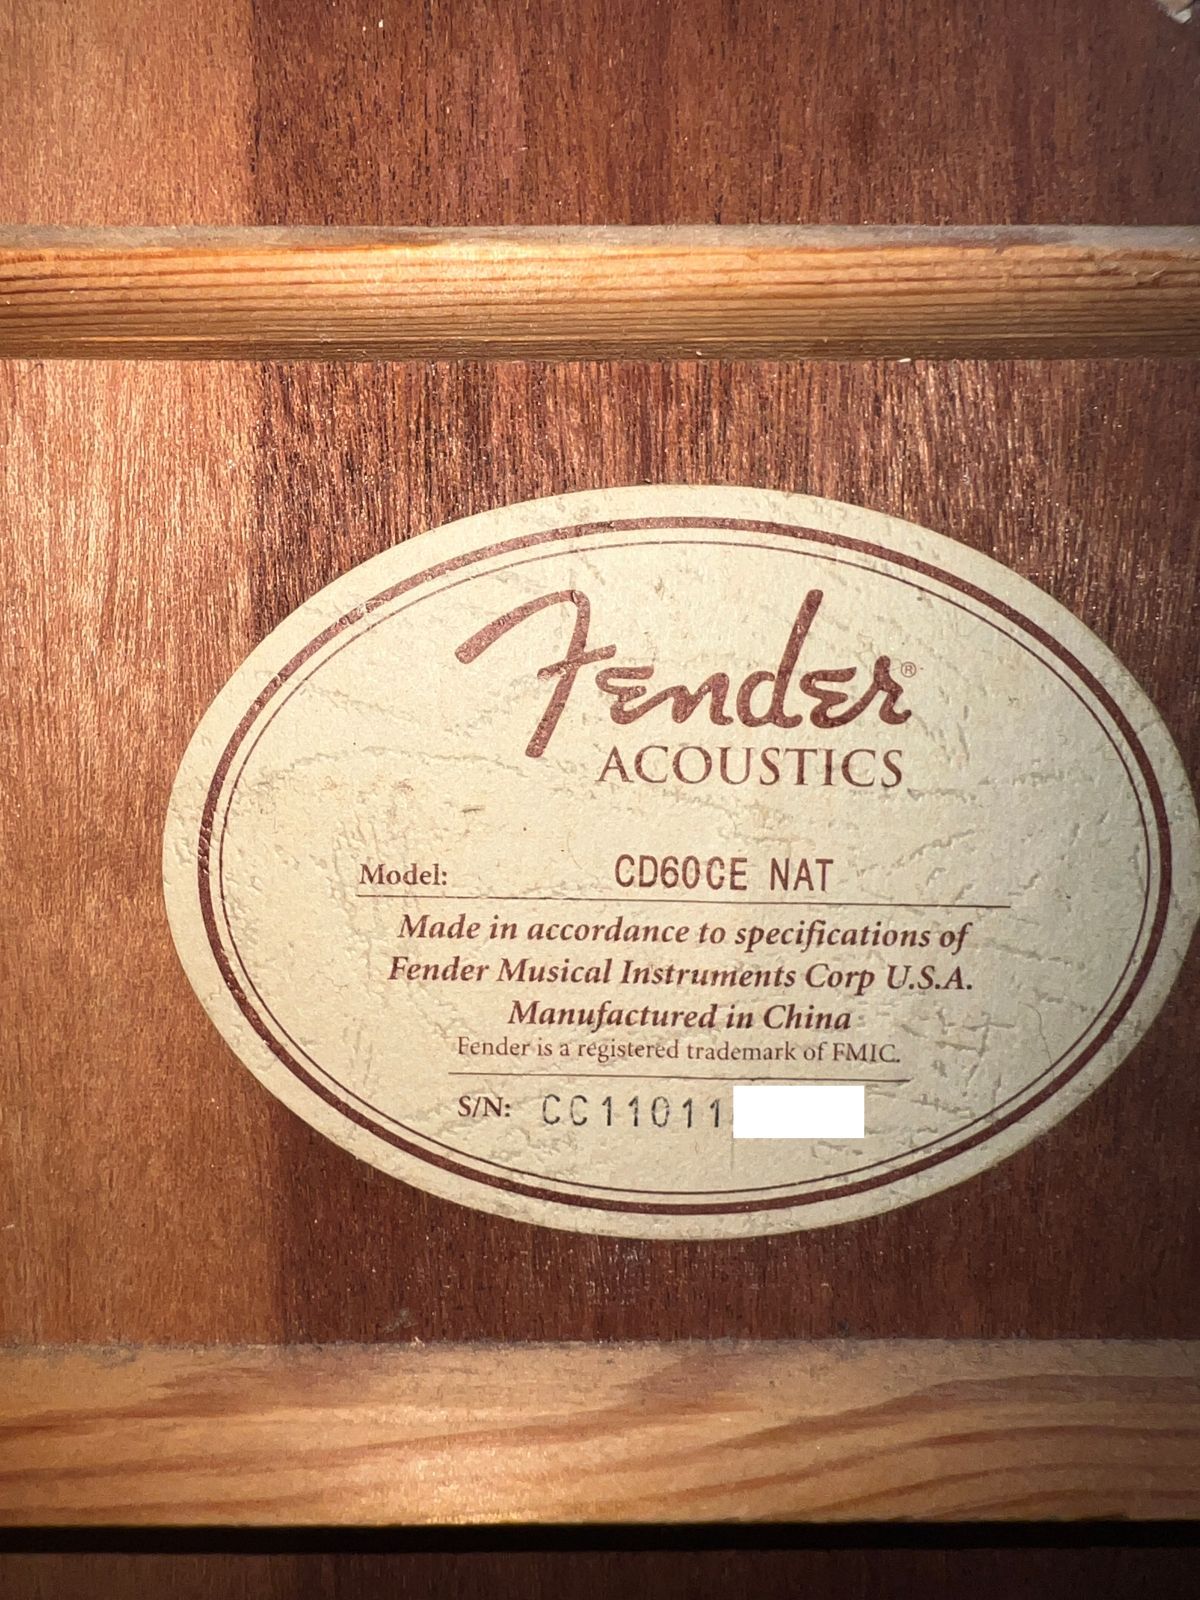 Fender®
ACOUSTICS
Model: CD60CE NAT
Made in accordance to specifications of
Fender Musical Instruments Corp U.S.A.
Manufactured in China
Fender is a registered trademark of FMIC.
S/N: CC11011